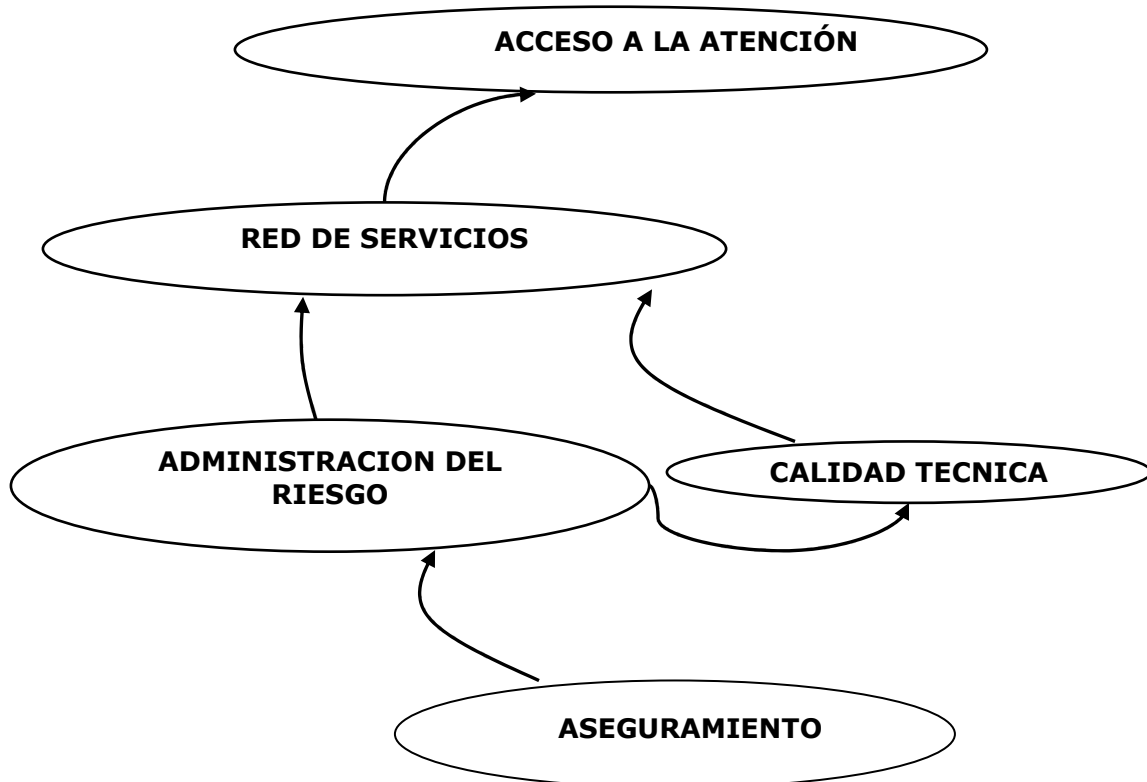 ACCESO A LA ATENCIÓN
RED DE SERVICIOS
ADMINISTRACION DEL
RIESGO
CALIDAD TECNICA
ASEGURAMIENTO